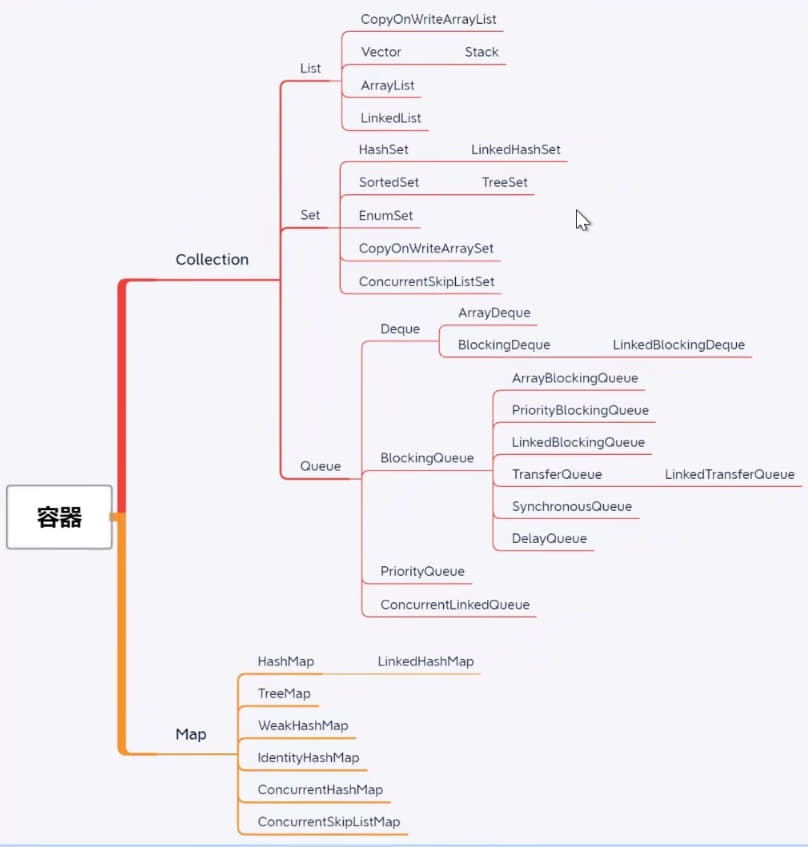 CopyOnWriteArrayList
Vector Stack
List
ArrayList
LinkedList
HashSet LinkedHashSet
SortedSet TreeSet
Set EnumSet
CopyOnWriteArraySet
Collection
ConcurrentSkipListSet
ArrayDeque
Deque
BlockingDeque LinkedBlockingDeque
ArrayBlockingQueue
PriorityBlockingQueue
LinkedBlockingQueue
BlockingQueue
Queue
TransferQueue LinkedTransferQueue
SynchronousQueue
容器
DelayQueue
PriorityQueue
ConcurrentLinkedQueue
HashMap LinkedHashMap
TreeMap
WeakHashMap
Map
IdentityHashMap
ConcurrentHashMap
ConcurrentSkipListMap